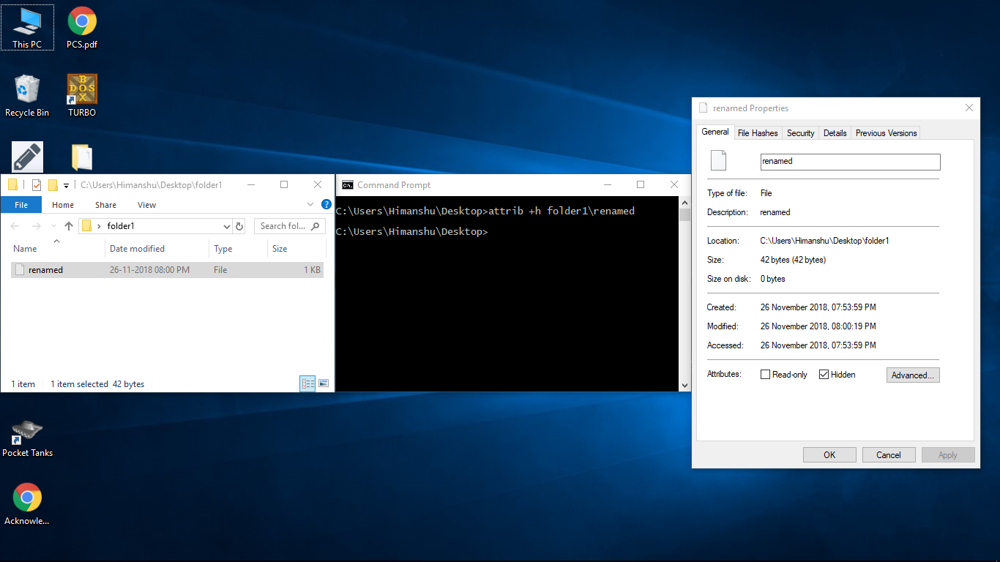 This PC
PCS.pdf
Recycle Bin
BOX
DOS
TURBO
C:\Users\Himanshu\Desktop\folder1
File Home Share View
folder1
Search fol...
Name Date modified Type Size
renamed 26-11-2018 08:00 PM File 1 KB
1 item 1 item selected 42 bytes
Command Prompt
C:\Users\Himanshu\Desktop>attrib +h folder1\renamed
C:\Users\Himanshu\Desktop>
renamed Properties
General File Hashes Security Details Previous Versions
renamed
Type of file: File
Description: renamed
Location: C:\Users\Himanshu\Desktop\folder1
Size: 42 bytes (42 bytes)
Size on disk: 0 bytes
Created: 26 November 2018, 07:53:59 PM
Modified: 26 November 2018, 08:00:19 PM
Accessed: 26 November 2018, 07:53:59 PM
Attributes: Read-only Hidden Advanced...
OK Cancel Apply
Pocket Tanks
Acknowle...